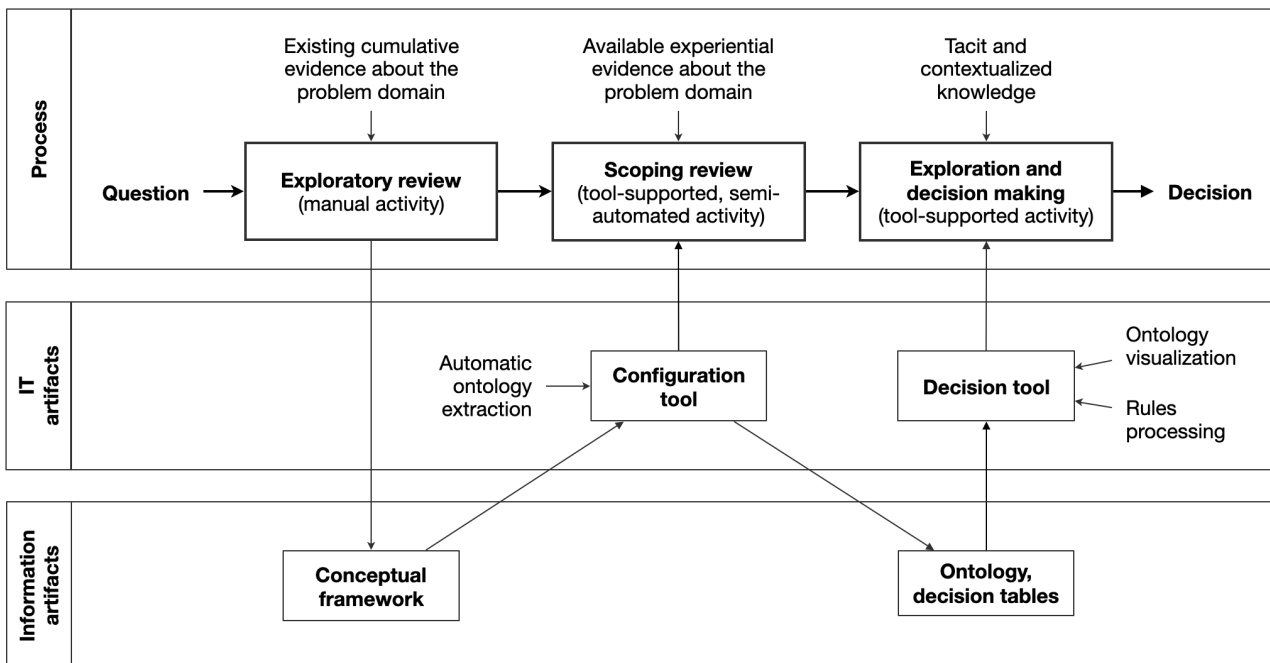 Process
Existing cumulative
evidence about the
problem domain
Available experiential
evidence about the
problem domain
Tacit and
contextualized
knowledge
Question
Exploratory review
(manual activity)
Scoping review
(tool-supported, semi-
automated activity)
Exploration and
decision making
(tool-supported activity)
Decision
IT
artifacts
Automatic
ontology
extraction
Configuration
tool
Decision tool
Ontology
visualization
Rules
processing
Information
artifacts
Conceptual
framework
Ontology,
decision tables